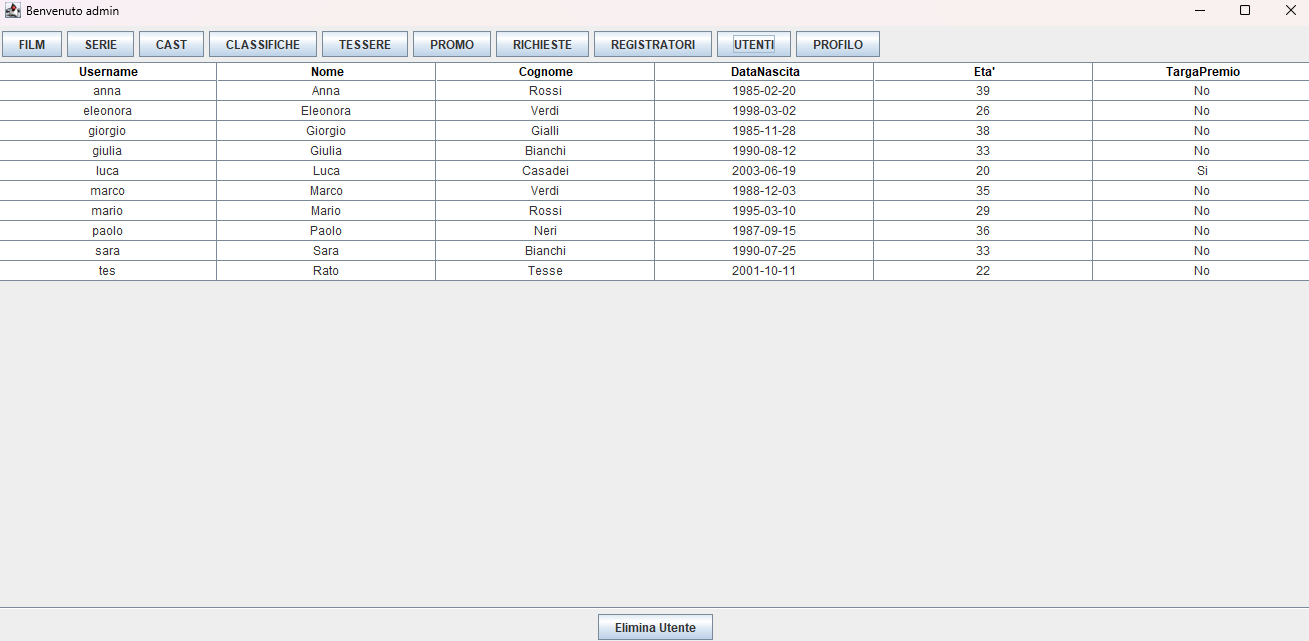 Benvenuto admin
FILM SERIE CAST CLASSIFICHE TESSERE PROMO RICHIESTE REGISTRATORI UTENTI PROFILO
Username Nome Cognome DataNascita Eta' TargaPremio
anna Anna Rossi 1985-02-20 39 No
eleonora Eleonora Verdi 1998-03-02 26 No
giorgio Giorgio Gialli 1985-11-28 38 No
giulia Giulia Bianchi 1990-08-12 33 No
luca Luca Casadei 2003-06-19 20 Si
marco Marco Verdi 1988-12-03 35 No
mario Mario Rossi 1995-03-10 29 No
paolo Paolo Neri 1987-09-15 36 No
sara Sara Bianchi 1990-07-25 33 No
tes Rato Tesse 2001-10-11 22 No
Elimina Utente